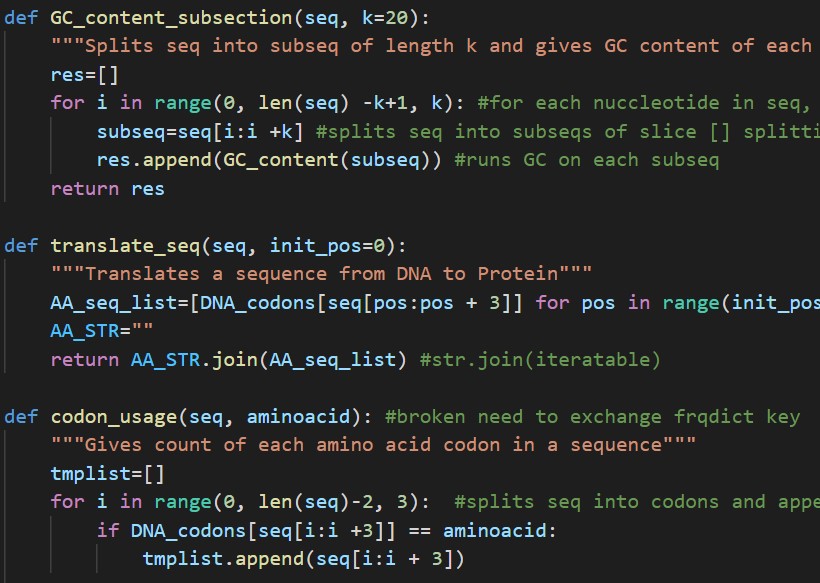 def GC_content_subsection(seq, k=20):
"""Splits seq into subseq of length k and gives GC content of each
res=[]
for i in range(0, len(seq) -k+1, k): #for each nuccleotide in seq,
subseq=seq[i:i +k] #splits seq into subseqs of slice [] splitti
res.append(GC_content(subseq)) #runs GC on each subseq
return res
def translate_seq(seq, init_pos=0):
"""Translates a sequence from DNA to Protein"""
AA_seq_list=[DNA_codons[seq[pos:pos + 3]] for pos in range(init_pos
AA_STR=""
return AA_STR.join(AA_seq_list) #str.join(iteratable)
def codon_usage(seq, aminoacid): #broken need to exchange frqdict key
"""Gives count of each amino acid codon in a sequence"""
tmplist=[]
for i in range(0, len(seq)-2, 3):  #splits seq into codons and appe
if DNA_codons[seq[i:i +3]] == aminoacid:
tmplist.append(seq[i:i + 3])